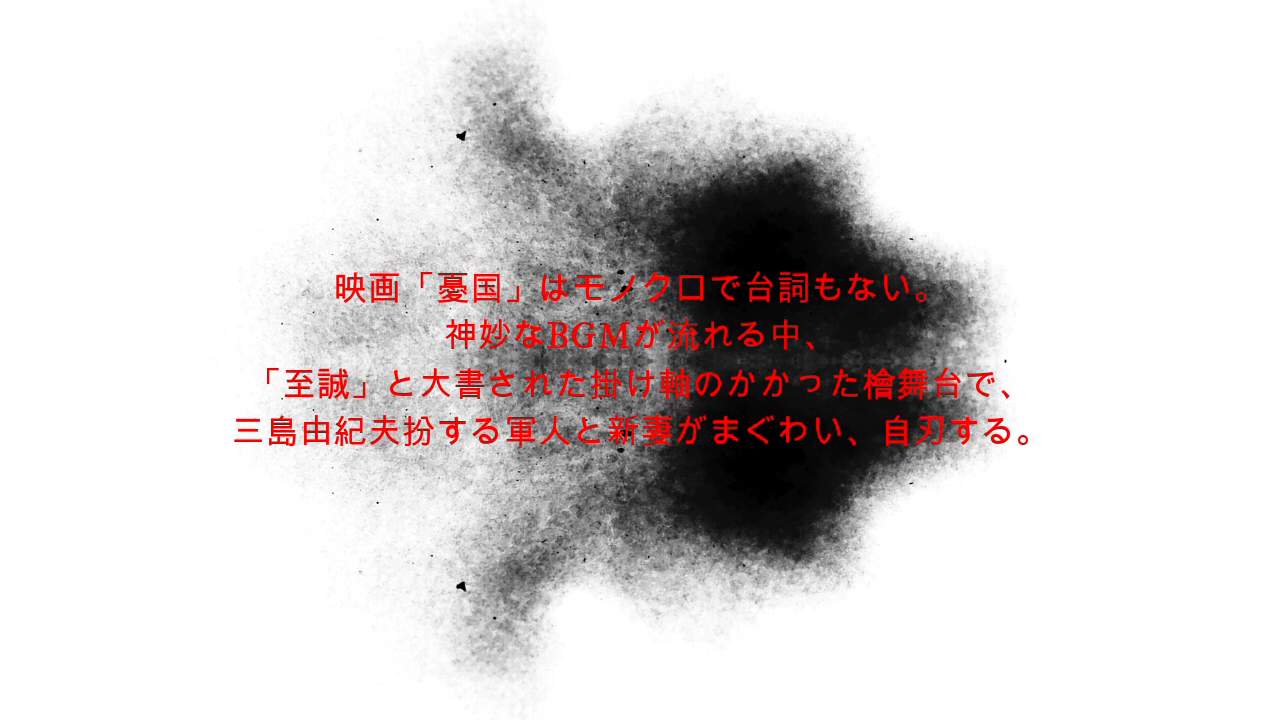 映画「憂国」はモノクロで台詞もない。
神妙なBGMが流れる中、
「至誠」と大書された掛け軸のかかった檜舞台で、
三島由紀夫扮する軍人と新妻がまぐわい、自刃する。